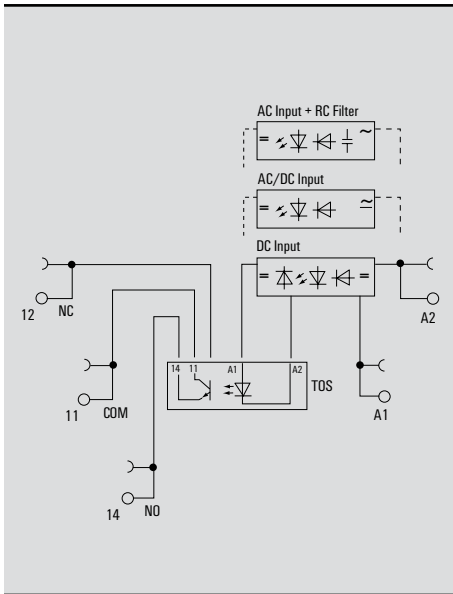 AC Input + RC Filter
= ~
AC/DC Input
= ≂
DC Input
= =
12 NC
A2
14 11 A1 A2
TOS
11 COM
A1
14 NO